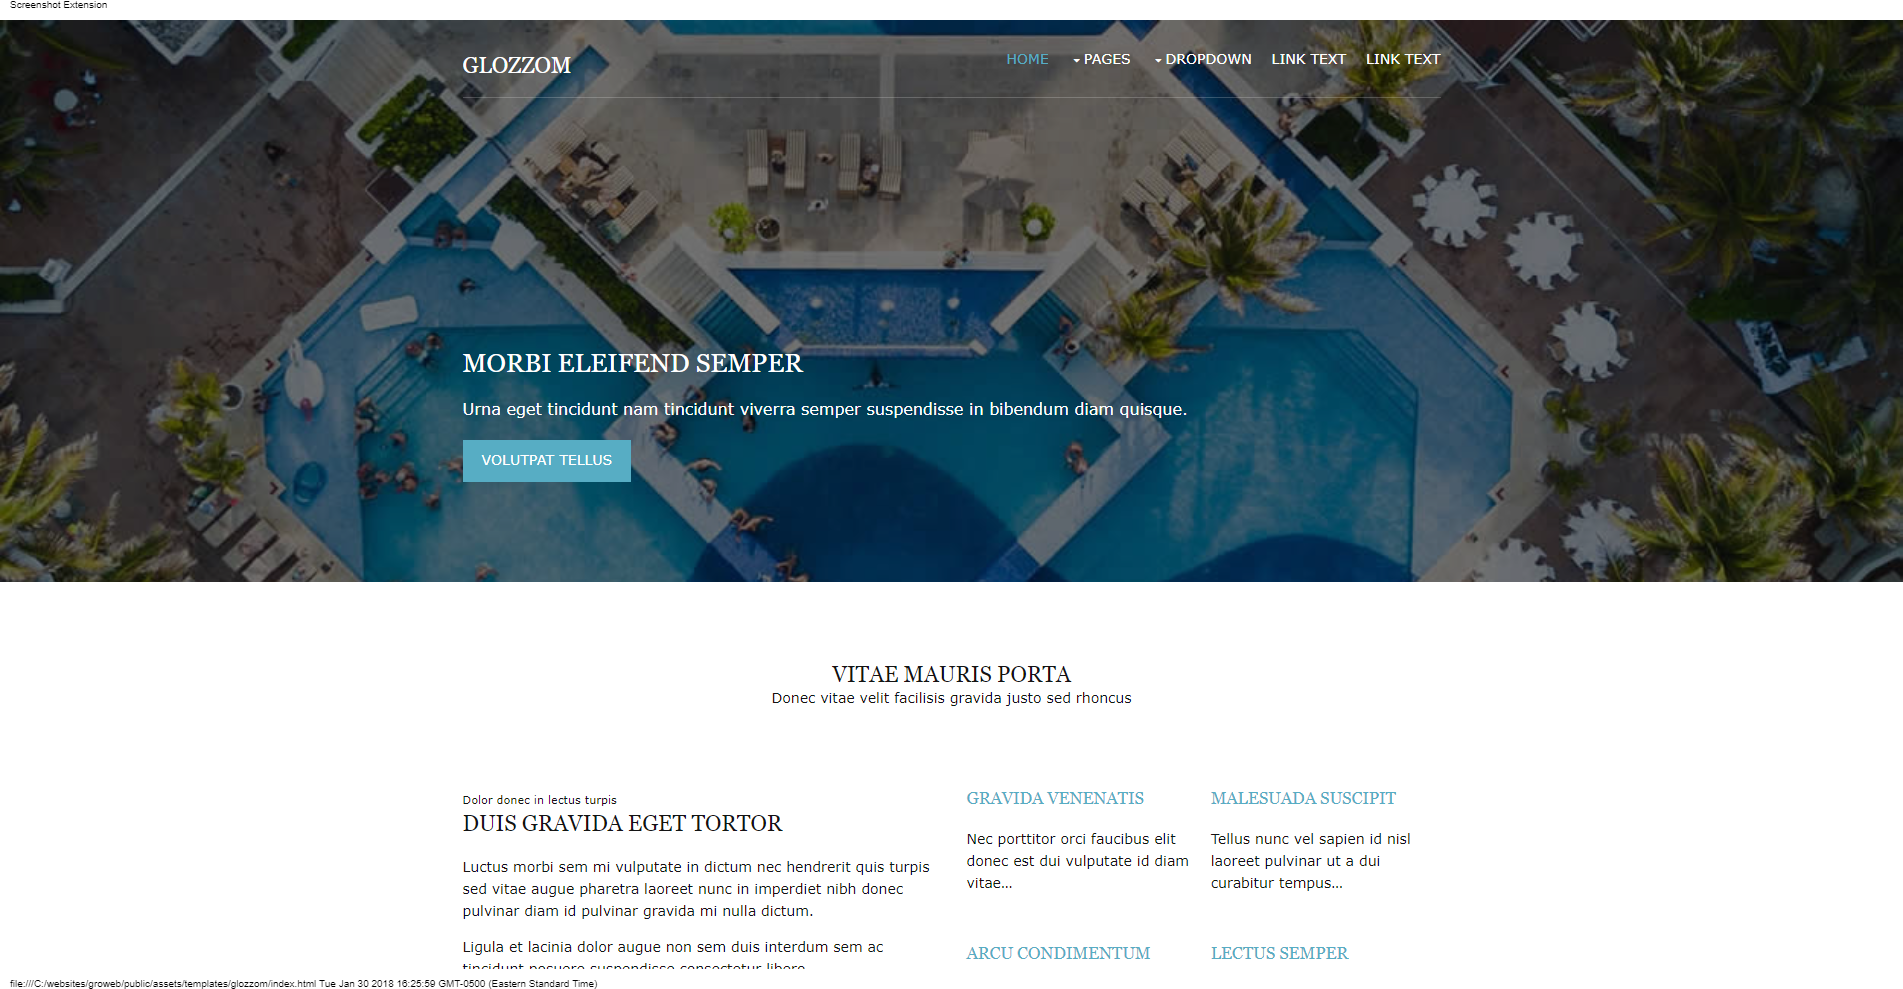 Screenshot Extension
GLOZZOM
HOME PAGES DROPDOWN LINK TEXT LINK TEXT
MORBI ELEIFEND SEMPER
Urna eget tincidunt nam tincidunt viverra semper suspendisse in bibendum diam quisque.
VOLUTPAT TELLUS
VITAE MAURIS PORTA
Donec vitae velit facilisis gravida justo sed rhoncus
Dolor donec in lectus turpis
DUIS GRAVIDA EGET TORTOR
Luctus morbi sem mi vulputate in dictum nec hendrerit quis turpis
sed vitae augue pharetra laoreet nunc in imperdiet nibh donec
pulvinar diam id pulvinar gravida mi nulla dictum.
Ligula et lacinia dolor augue non sem duis interdum sem ac
tincidunt posuere suspendisse consectetur libero
GRAVIDA VENENATIS
Nec porttitor orci faucibus elit
donec est dui vulputate id diam
vitae...
MALESUADA SUSCIPIT
Tellus nunc vel sapien id nisl
laoreet pulvinar ut a dui
curabitur tempus...
ARCU CONDIMENTUM
LECTUS SEMPER
file:///C:/websites/groweb/public/assets/templates/glozzom/index.html Tue Jan 30 2018 16:25:59 GMT-0500 (Eastern Standard Time)